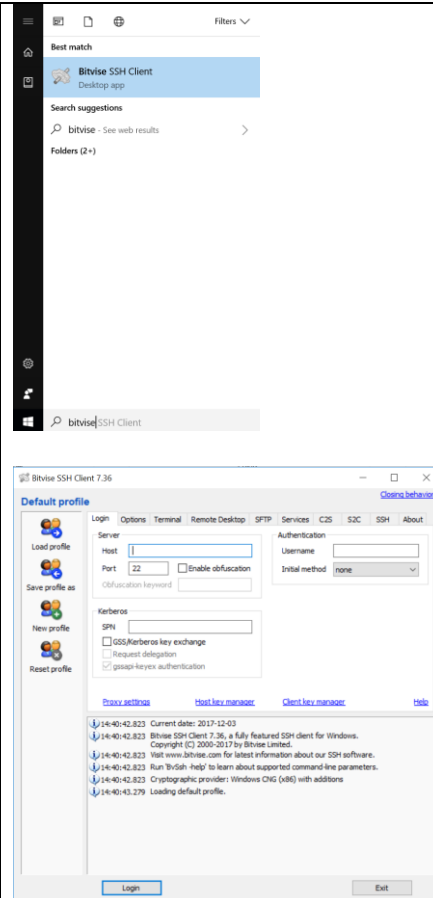 Filters
Best match
Bitvise SSH Client
Desktop app
Search suggestions
bitvise - See web results
Folders (2+)
bitvise SSH Client
Bitvise SSH Client 7.36
Default profile
Closing behavior
Load profile
Save profile as
New profile
Reset profile
Login Options Terminal Remote Desktop SFTP Services C2S S2C SSH About
Server
Host
Port 22 Enable obfuscation
Obfuscation keyword
Authentication
Username
Initial method none
Kerberos
SPN
GSS/Kerberos key exchange
Request delegation
gssapi-keyex authentication
Proxy settings Host key manager Client key manager Help
14:40:42.823 Current date: 2017-12-03
14:40:42.823 Bitvise SSH Client 7.36, a fully featured SSH client for Windows.
Copyright (C) 2000-2017 by Bitvise Limited.
14:40:42.823 Visit www.bitvise.com for latest information about our SSH software.
14:40:42.823 Run 'BvSsh -help' to learn about supported command-line parameters.
14:40:42.823 Cryptographic provider: Windows CNG (x86) with additions
14:40:43.279 Loading default profile.
Login Exit